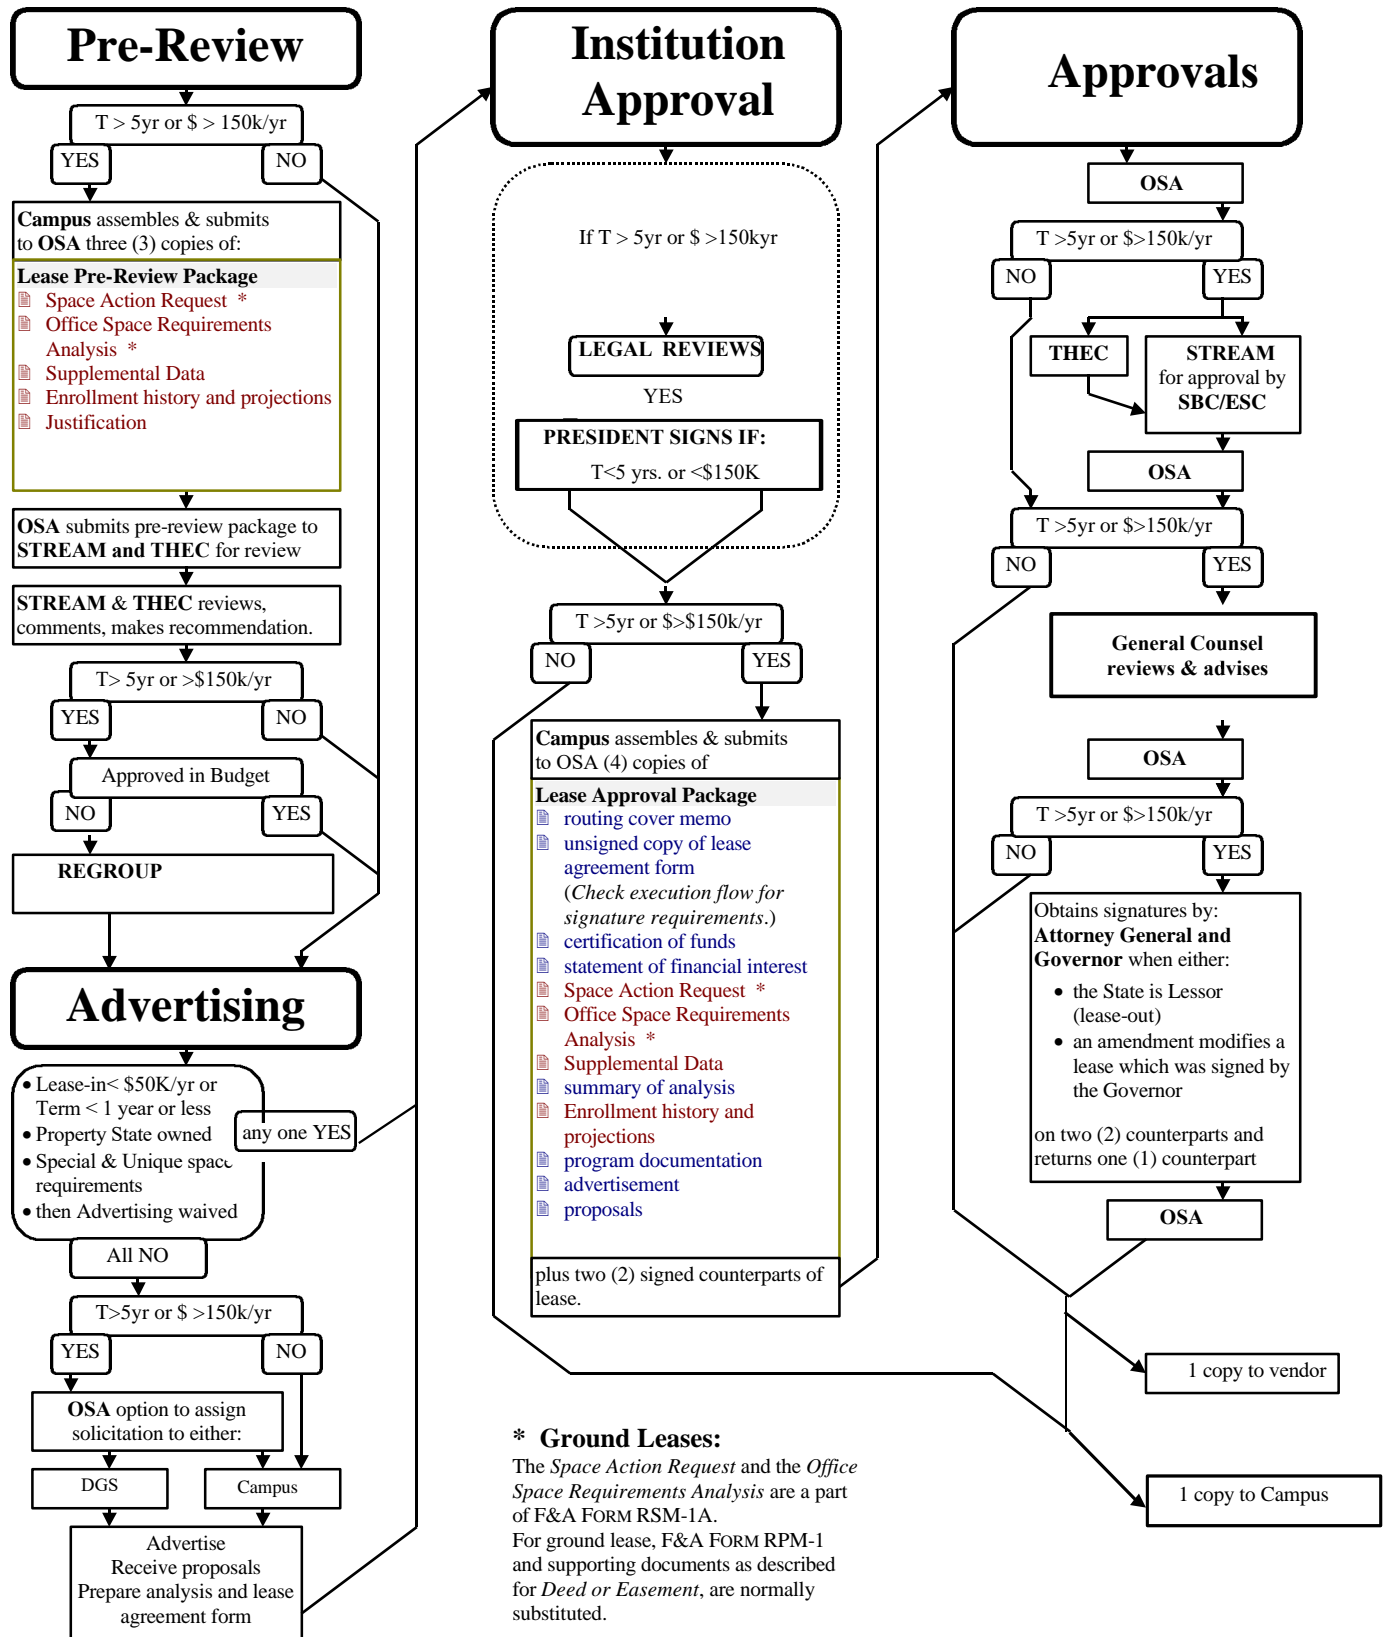 Pre-Review
T > 5yr or $ > 150k/yr
YES
NO
Campus assembles & submits
to OSA three (3) copies of:
Lease Pre-Review Package
Space Action Request *
Office Space Requirements
Analysis *
Supplemental Data
Enrollment history and projections
Justification
OSA submits pre-review package to
STREAM and THEC for review
STREAM & THEC reviews,
comments, makes recommendation.
T> 5yr or >$150k/yr
YES
NO
Approved in Budget
NO
YES
REGROUP
Advertising
• Lease-in< $50K/yr or
Term < 1 year or less
• Property State owned
• Special & Unique space
requirements
• then Advertising waived
any one YES
All NO
T>5yr or $ >150k/yr
YES
NO
OSA option to assign
solicitation to either:
DGS
Campus
Advertise
Receive proposals
Prepare analysis and lease
agreement form
Institution
Approval
If T > 5yr or $ >150kyr
LEGAL REVIEWS
YES
PRESIDENT SIGNS IF:
T<5 yrs. or <$150K
T >5yr or $>$150k/yr
NO
YES
Campus assembles & submits
to OSA (4) copies of
Lease Approval Package
routing cover memo
unsigned copy of lease
agreement form
(Check execution flow for
signature requirements.)
certification of funds
statement of financial interest
Space Action Request *
Office Space Requirements
Analysis *
Supplemental Data
summary of analysis
Enrollment history and
projections
program documentation
advertisement
proposals
plus two (2) signed counterparts of
lease.
* Ground Leases:
The Space Action Request and the Office
Space Requirements Analysis are a part
of F&A FORM RSM-1A.
For ground lease, F&A FORM RPM-1
and supporting documents as described
for Deed or Easement, are normally
substituted.
Approvals
OSA
T >5yr or $>150k/yr
NO
YES
THEC
STREAM
for approval by
SBC/ESC
OSA
T >5yr or $>150k/yr
NO
YES
General Counsel
reviews & advises
OSA
T >5yr or $>150k/yr
NO
YES
Obtains signatures by:
Attorney General and
Governor when either:
• the State is Lessor
(lease-out)
• an amendment modifies a
lease which was signed by
the Governor
on two (2) counterparts and
returns one (1) counterpart
OSA
1 copy to vendor
1 copy to Campus